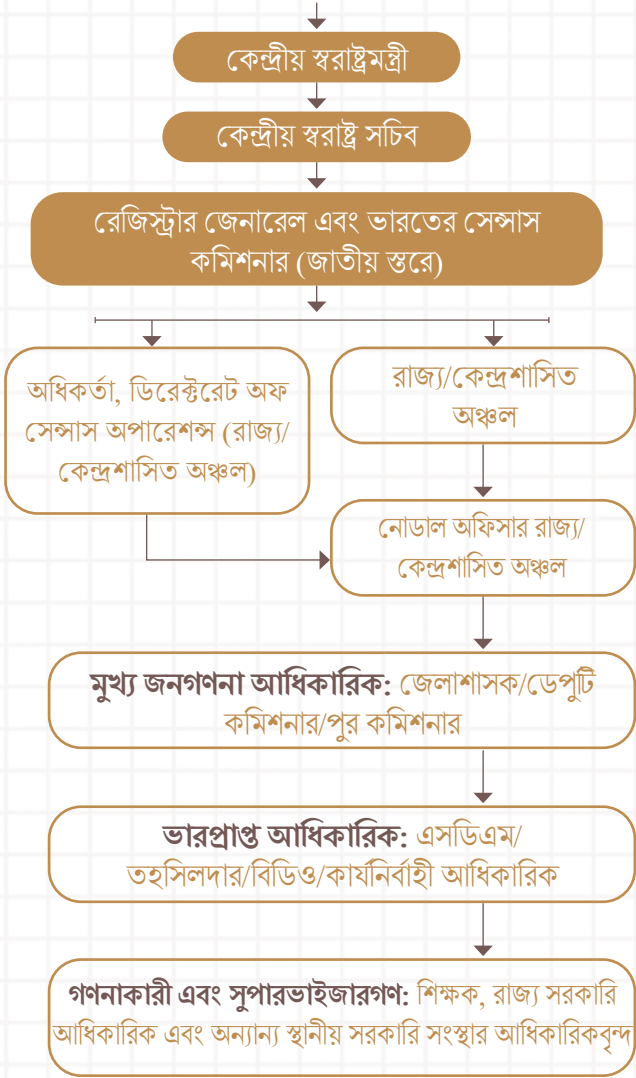 কেন্দ্রীয় স্বরাষ্ট্রমন্ত্রী
কেন্দ্রীয় স্বরাষ্ট্র সচিব
রেজিস্ট্রার জেনারেল এবং ভারতের সেন্সাস
কমিশনার (জাতীয় স্তরে)
অধিকর্তা, ডিরেক্টরেট অফ
সেন্সাস অপারেশন্স (রাজ্য/
কেন্দ্রশাসিত অঞ্চল)
রাজ্য/কেন্দ্রশাসিত
অঞ্চল
নোডাল অফিসার রাজ্য/
কেন্দ্রশাসিত অঞ্চল
মুখ্য জনগণনা আধিকারিক: জেলাশাসক/ডেপুটি
কমিশনার/পুর কমিশনার
ভারপ্রাপ্ত আধিকারিক: এসডিএম/
তহসিলদার/বিডিও/কার্যনির্বাহী আধিকারিক
গণনাকারী এবং সুপারভাইজারগণ: শিক্ষক, রাজ্য সরকারি
আধিকারিক এবং অন্যান্য স্থানীয় সরকারি সংস্থার আধিকারিকবৃন্দ